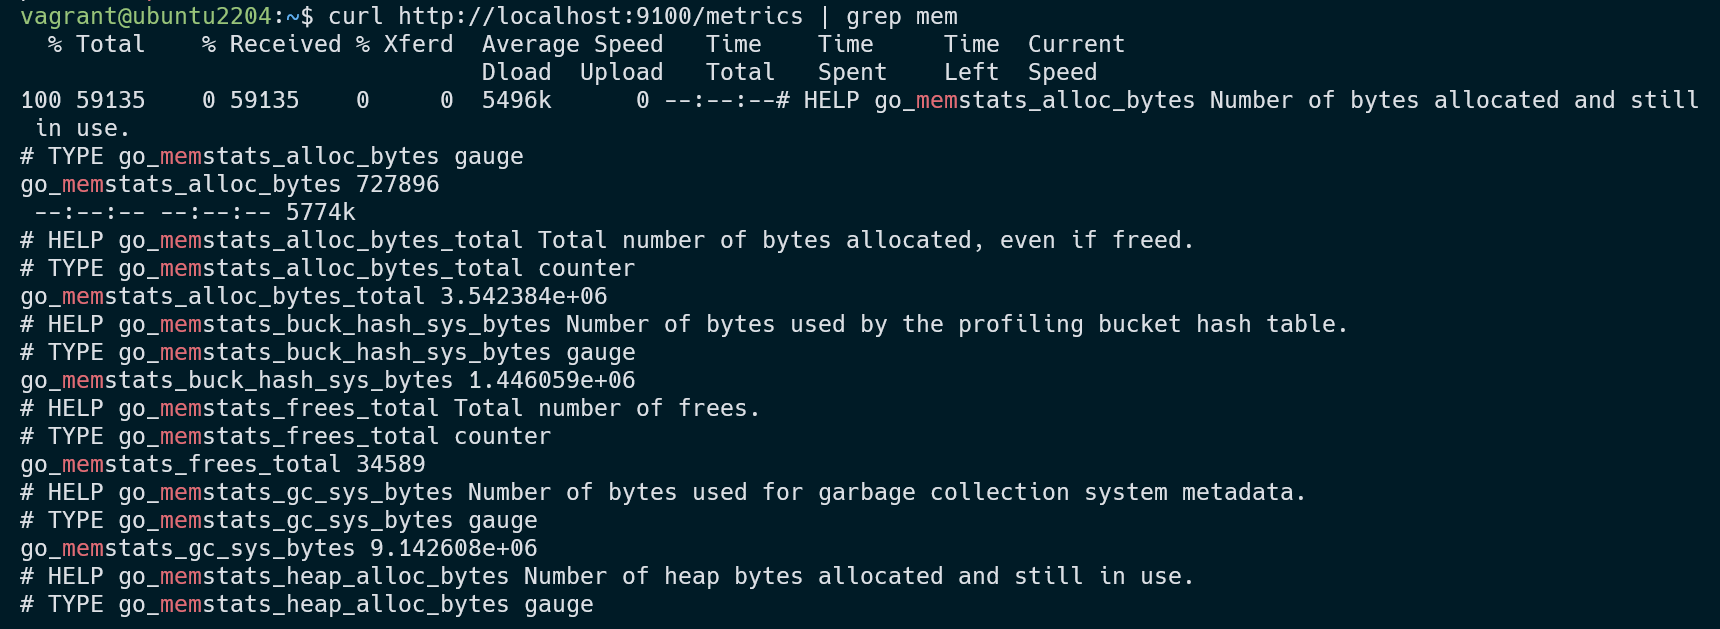 vagrant@ubuntu2204:~$ curl http://localhost:9100/metrics | grep mem
  % Total    % Received % Xferd  Average Speed   Time    Time     Time  Current
                                 Dload  Upload   Total   Spent    Left  Speed
100 59135    0 59135    0     0  5496k      0 --:--:--# HELP go_memstats_alloc_bytes Number of bytes allocated and still
 in use.
# TYPE go_memstats_alloc_bytes gauge
go_memstats_alloc_bytes 727896
 --:--:-- --:--:-- 5774k
# HELP go_memstats_alloc_bytes_total Total number of bytes allocated, even if freed.
# TYPE go_memstats_alloc_bytes_total counter
go_memstats_alloc_bytes_total 3.542384e+06
# HELP go_memstats_buck_hash_sys_bytes Number of bytes used by the profiling bucket hash table.
# TYPE go_memstats_buck_hash_sys_bytes gauge
go_memstats_buck_hash_sys_bytes 1.446059e+06
# HELP go_memstats_frees_total Total number of frees.
# TYPE go_memstats_frees_total counter
go_memstats_frees_total 34589
# HELP go_memstats_gc_sys_bytes Number of bytes used for garbage collection system metadata.
# TYPE go_memstats_gc_sys_bytes gauge
go_memstats_gc_sys_bytes 9.142608e+06
# HELP go_memstats_heap_alloc_bytes Number of heap bytes allocated and still in use.
# TYPE go_memstats_heap_alloc_bytes gauge